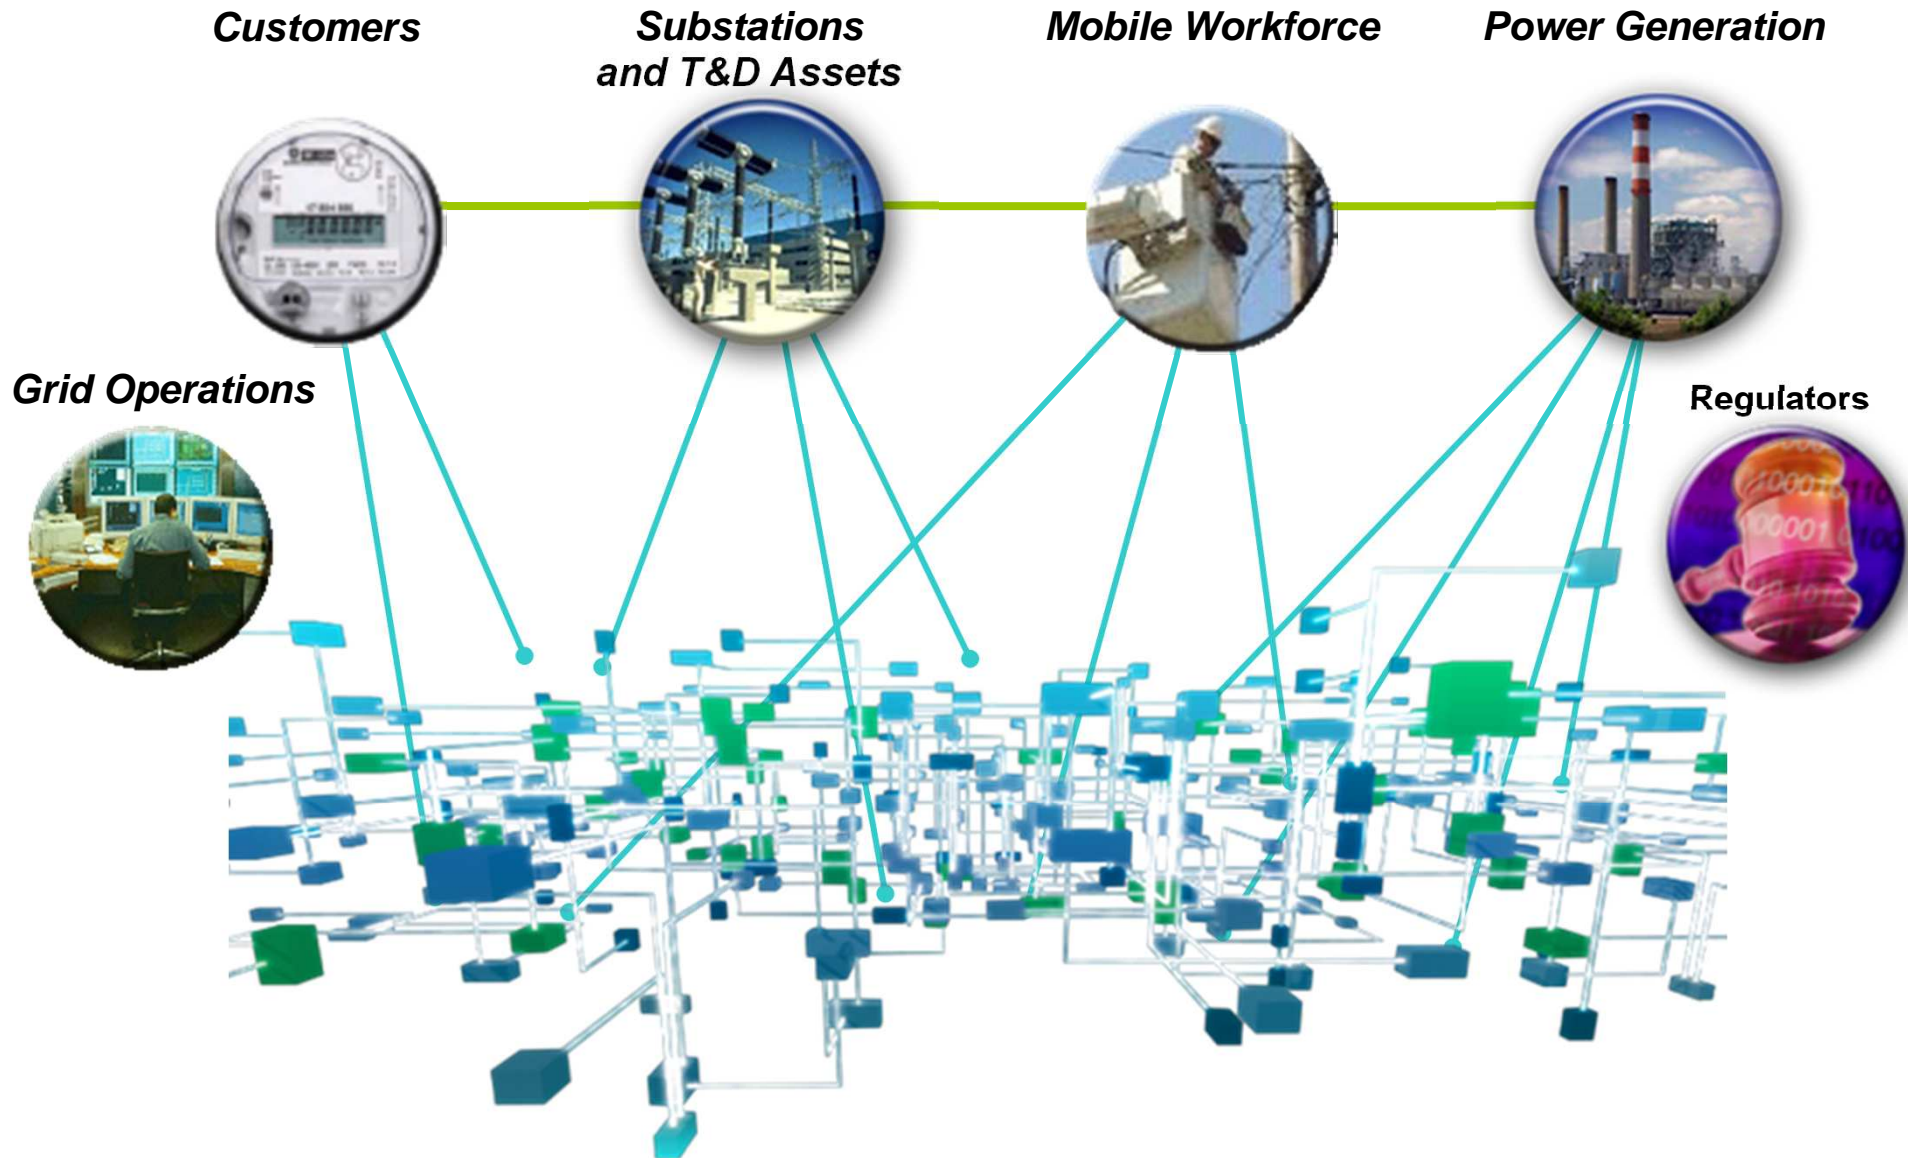 Customers
Substations
and T&D Assets
Mobile Workforce
Power Generation
Grid Operations
Regulators